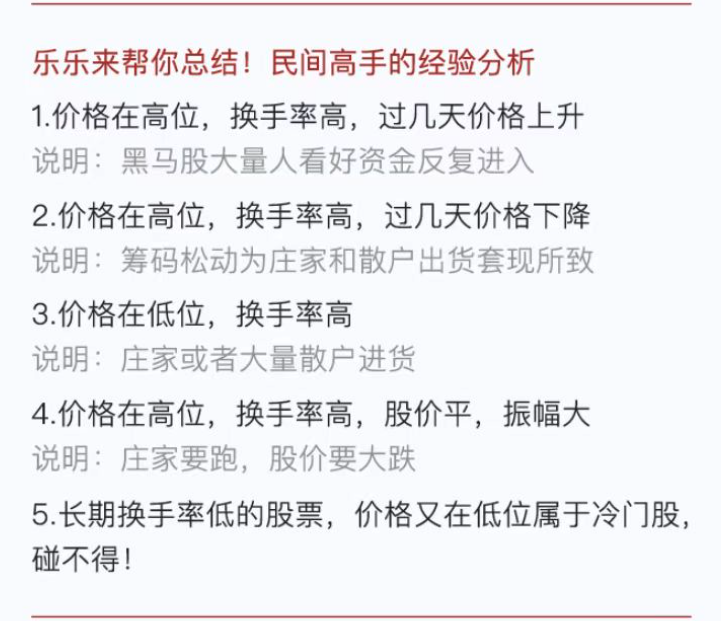 乐乐来帮你总结！民间高手的经验分析
1.价格在高位，换手率高，过几天价格上升
说明：黑马股大量人看好资金反复进入
2.价格在高位，换手率高，过几天价格下降
说明：筹码松动为庄家和散户出货套现所致
3.价格在低位，换手率高
说明：庄家或者大量散户进货
4.价格在高位，换手率高，股价平，振幅大
说明：庄家要跑，股价要大跌
5.长期换手率低的股票，价格又在低位属于冷门股，
碰不得！